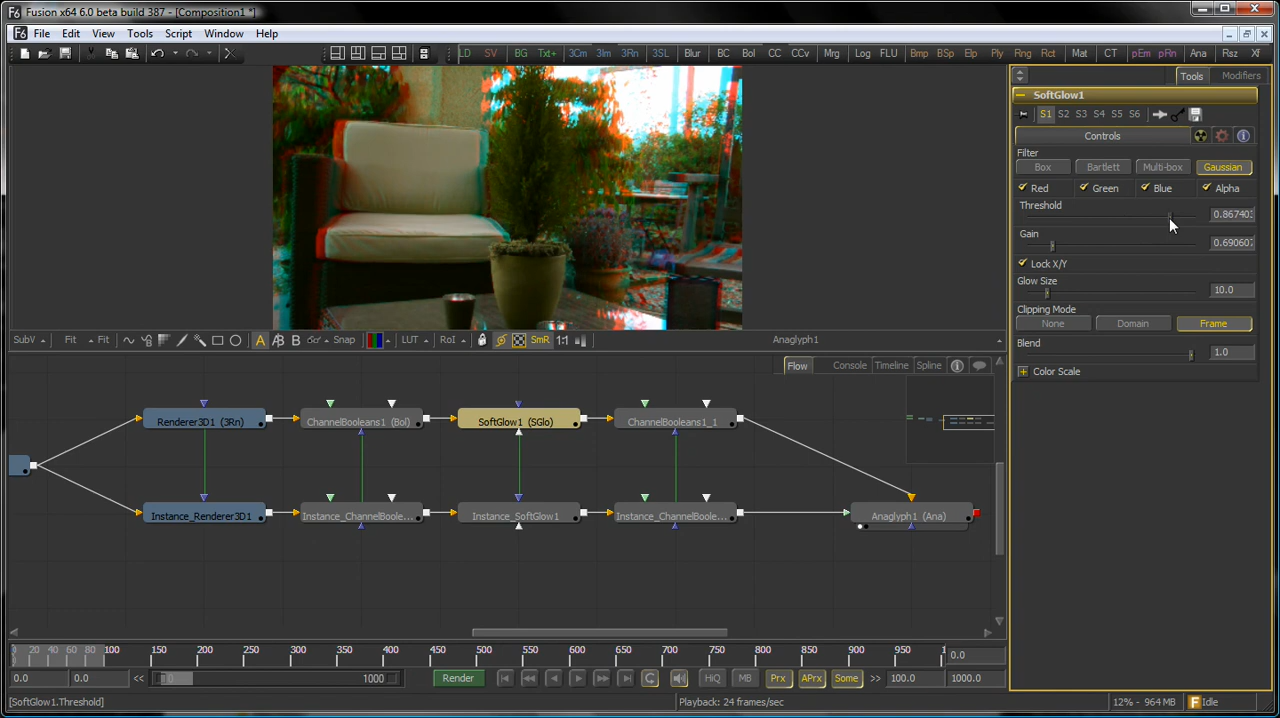 Fusion x64 6.0 beta build 387 - [Composition1 *]
File Edit View Tools Script Window Help
LD SV BG Txt+ 3Cm 3Im 3Rn 3SL Blur BC Bol CC CCv Mrg Log FLU Bmp BSp Elp Ply Rng Rct Mat CT pEm pRn Ana Rsz XF
Tools Modifiers
SoftGlow1
S1 S2 S3 S4 S5 S6
Controls
Filter
Box Bartlett Multi-box Gaussian
Red Green Blue Alpha
Threshold
0.867403
Gain
0.690607
Lock X/Y
Glow Size
10.0
Clipping Mode
None Domain Frame
Blend
1.0
Color Scale
SubV Fit Fit A B Snap LUT RoI SmR 1:1 Anaglyph1
Flow Console Timeline Spline
Renderer3D1 (3Rn) ChannelBooleans1 (Bol) SoftGlow1 (SGlo) ChannelBooleans1_1
Instance_Renderer3D1 Instance_ChannelBoole... Instance_SoftGlow1 Instance_ChannelBoole... Anaglyph1 (Ana)
0 20 40 60 80 100 150 200 250 300 350 400 450 500 550 600 650 700 750 800 850 900 950 1 0.0
0.0 0.0 << 0 1000 Render HiQ MB Prx APrx Some >> 100.0 1000.0
[SoftGlow1.Threshold] Playback: 24 frames/sec 12% - 964 MB Idle